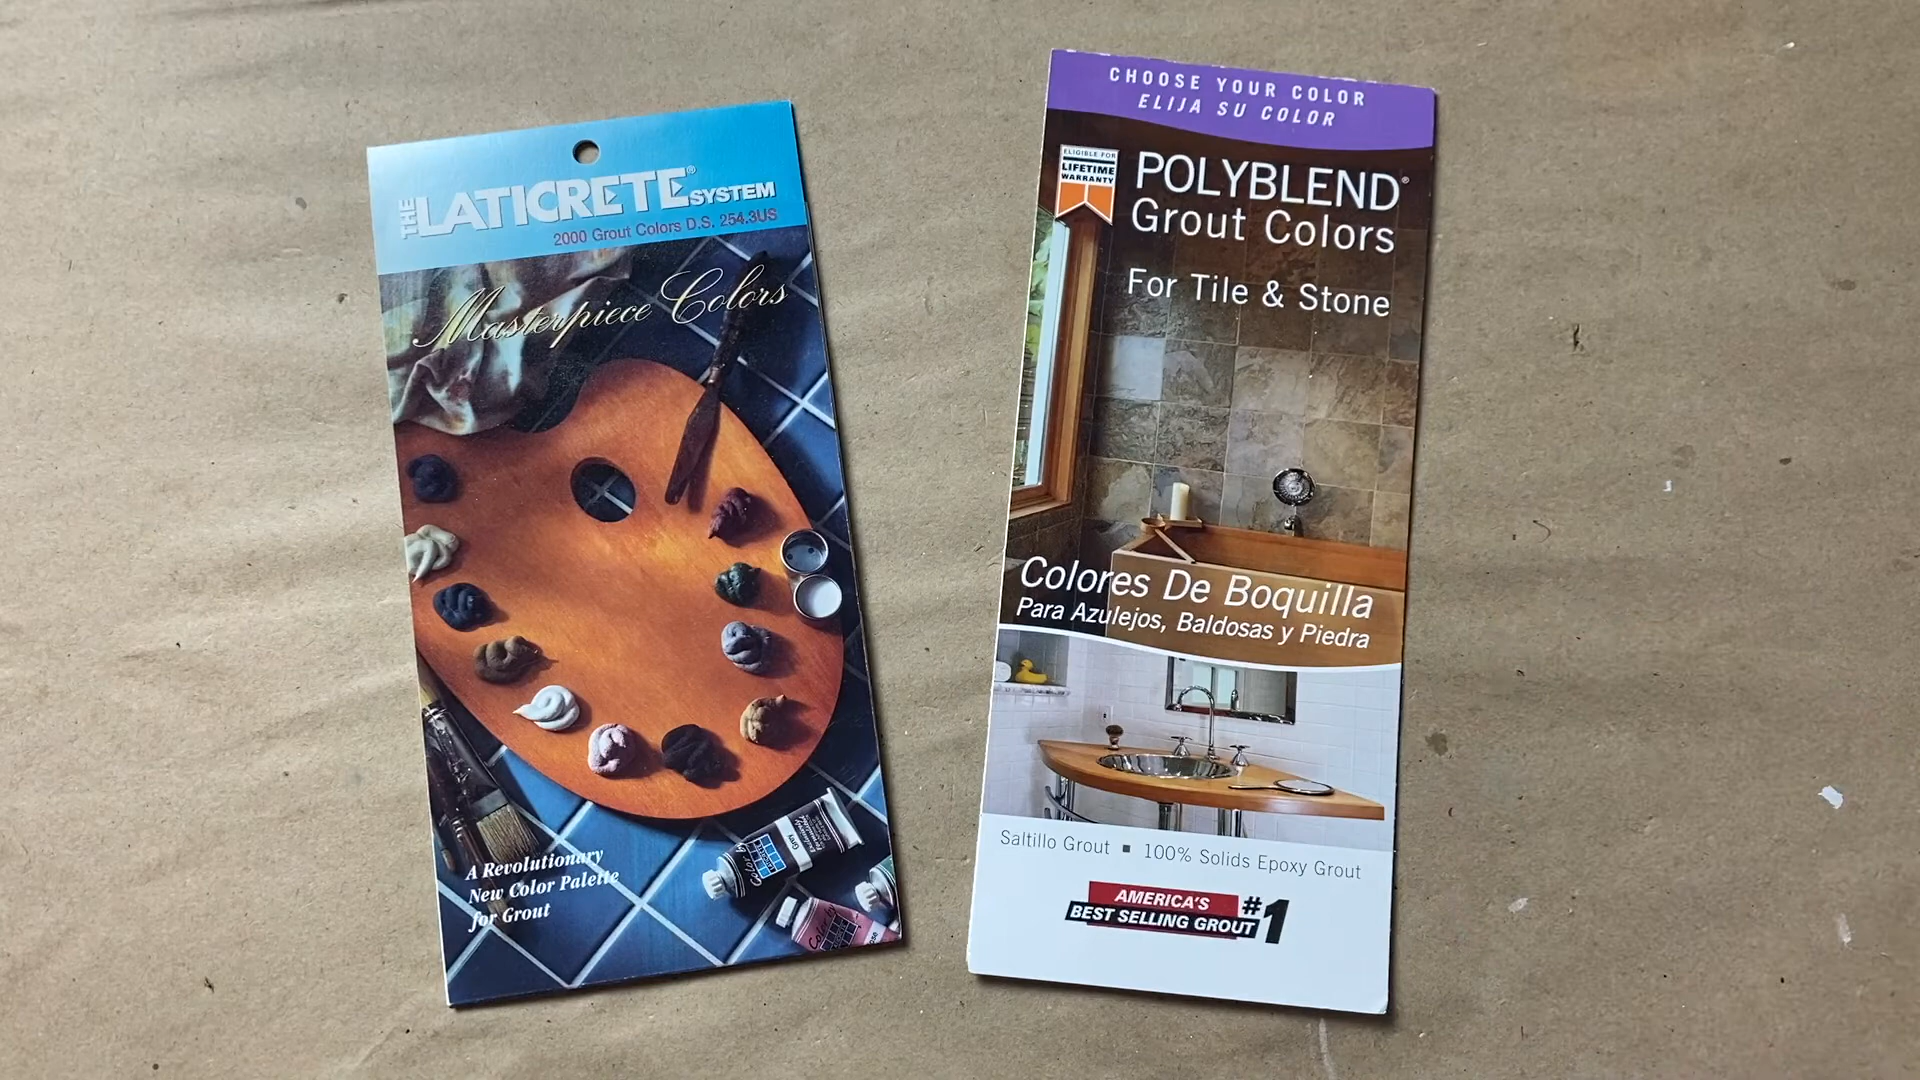 THE LATICRETE® SYSTEM
2000 Grout Colors D.S. 254.3US
Masterpiece Colors
A Revolutionary
New Color Palette
for Grout
Grey
LATICRETE
CHOOSE YOUR COLOR
ELIJA SU COLOR
ELIGIBLE FOR
LIFETIME
WARRANTY
POLYBLEND®
Grout Colors
For Tile & Stone
Colores De Boquilla
Para Azulejos, Baldosas y Piedra
Saltillo Grout ▪ 100% Solids Epoxy Grout
AMERICA'S
BEST SELLING GROUT
#1